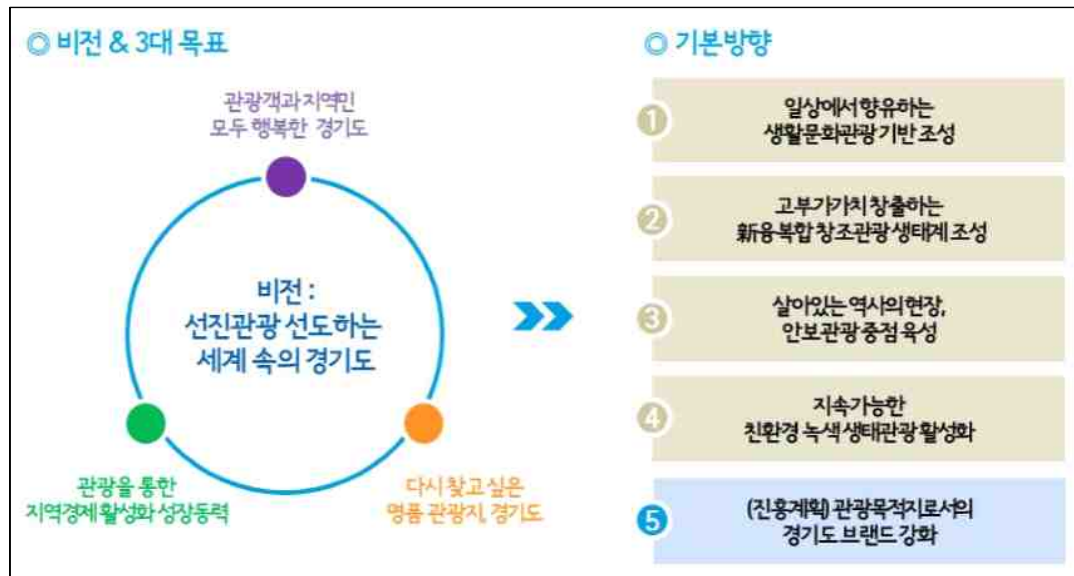 ◎ 비전 & 3대 목표
관광객과 지역민
모두 행복한 경기도
비전 :
선진관광 선도하는
세계 속의 경기도
관광을 통한
지역경제 활성화 성장동력
다시 찾고 싶은
명품 관광지, 경기도
◎ 기본방향
1
일상에서 향유하는
생활문화관광 기반 조성
2
고부가가치 창출하는
新융복합 창조관광 생태계 조성
3
살아있는 역사의 현장,
안보관광 중점 육성
4
지속가능한
친환경 녹색 생태관광 활성화
5
(진흥계획) 관광목적지로서의
경기도 브랜드 강화